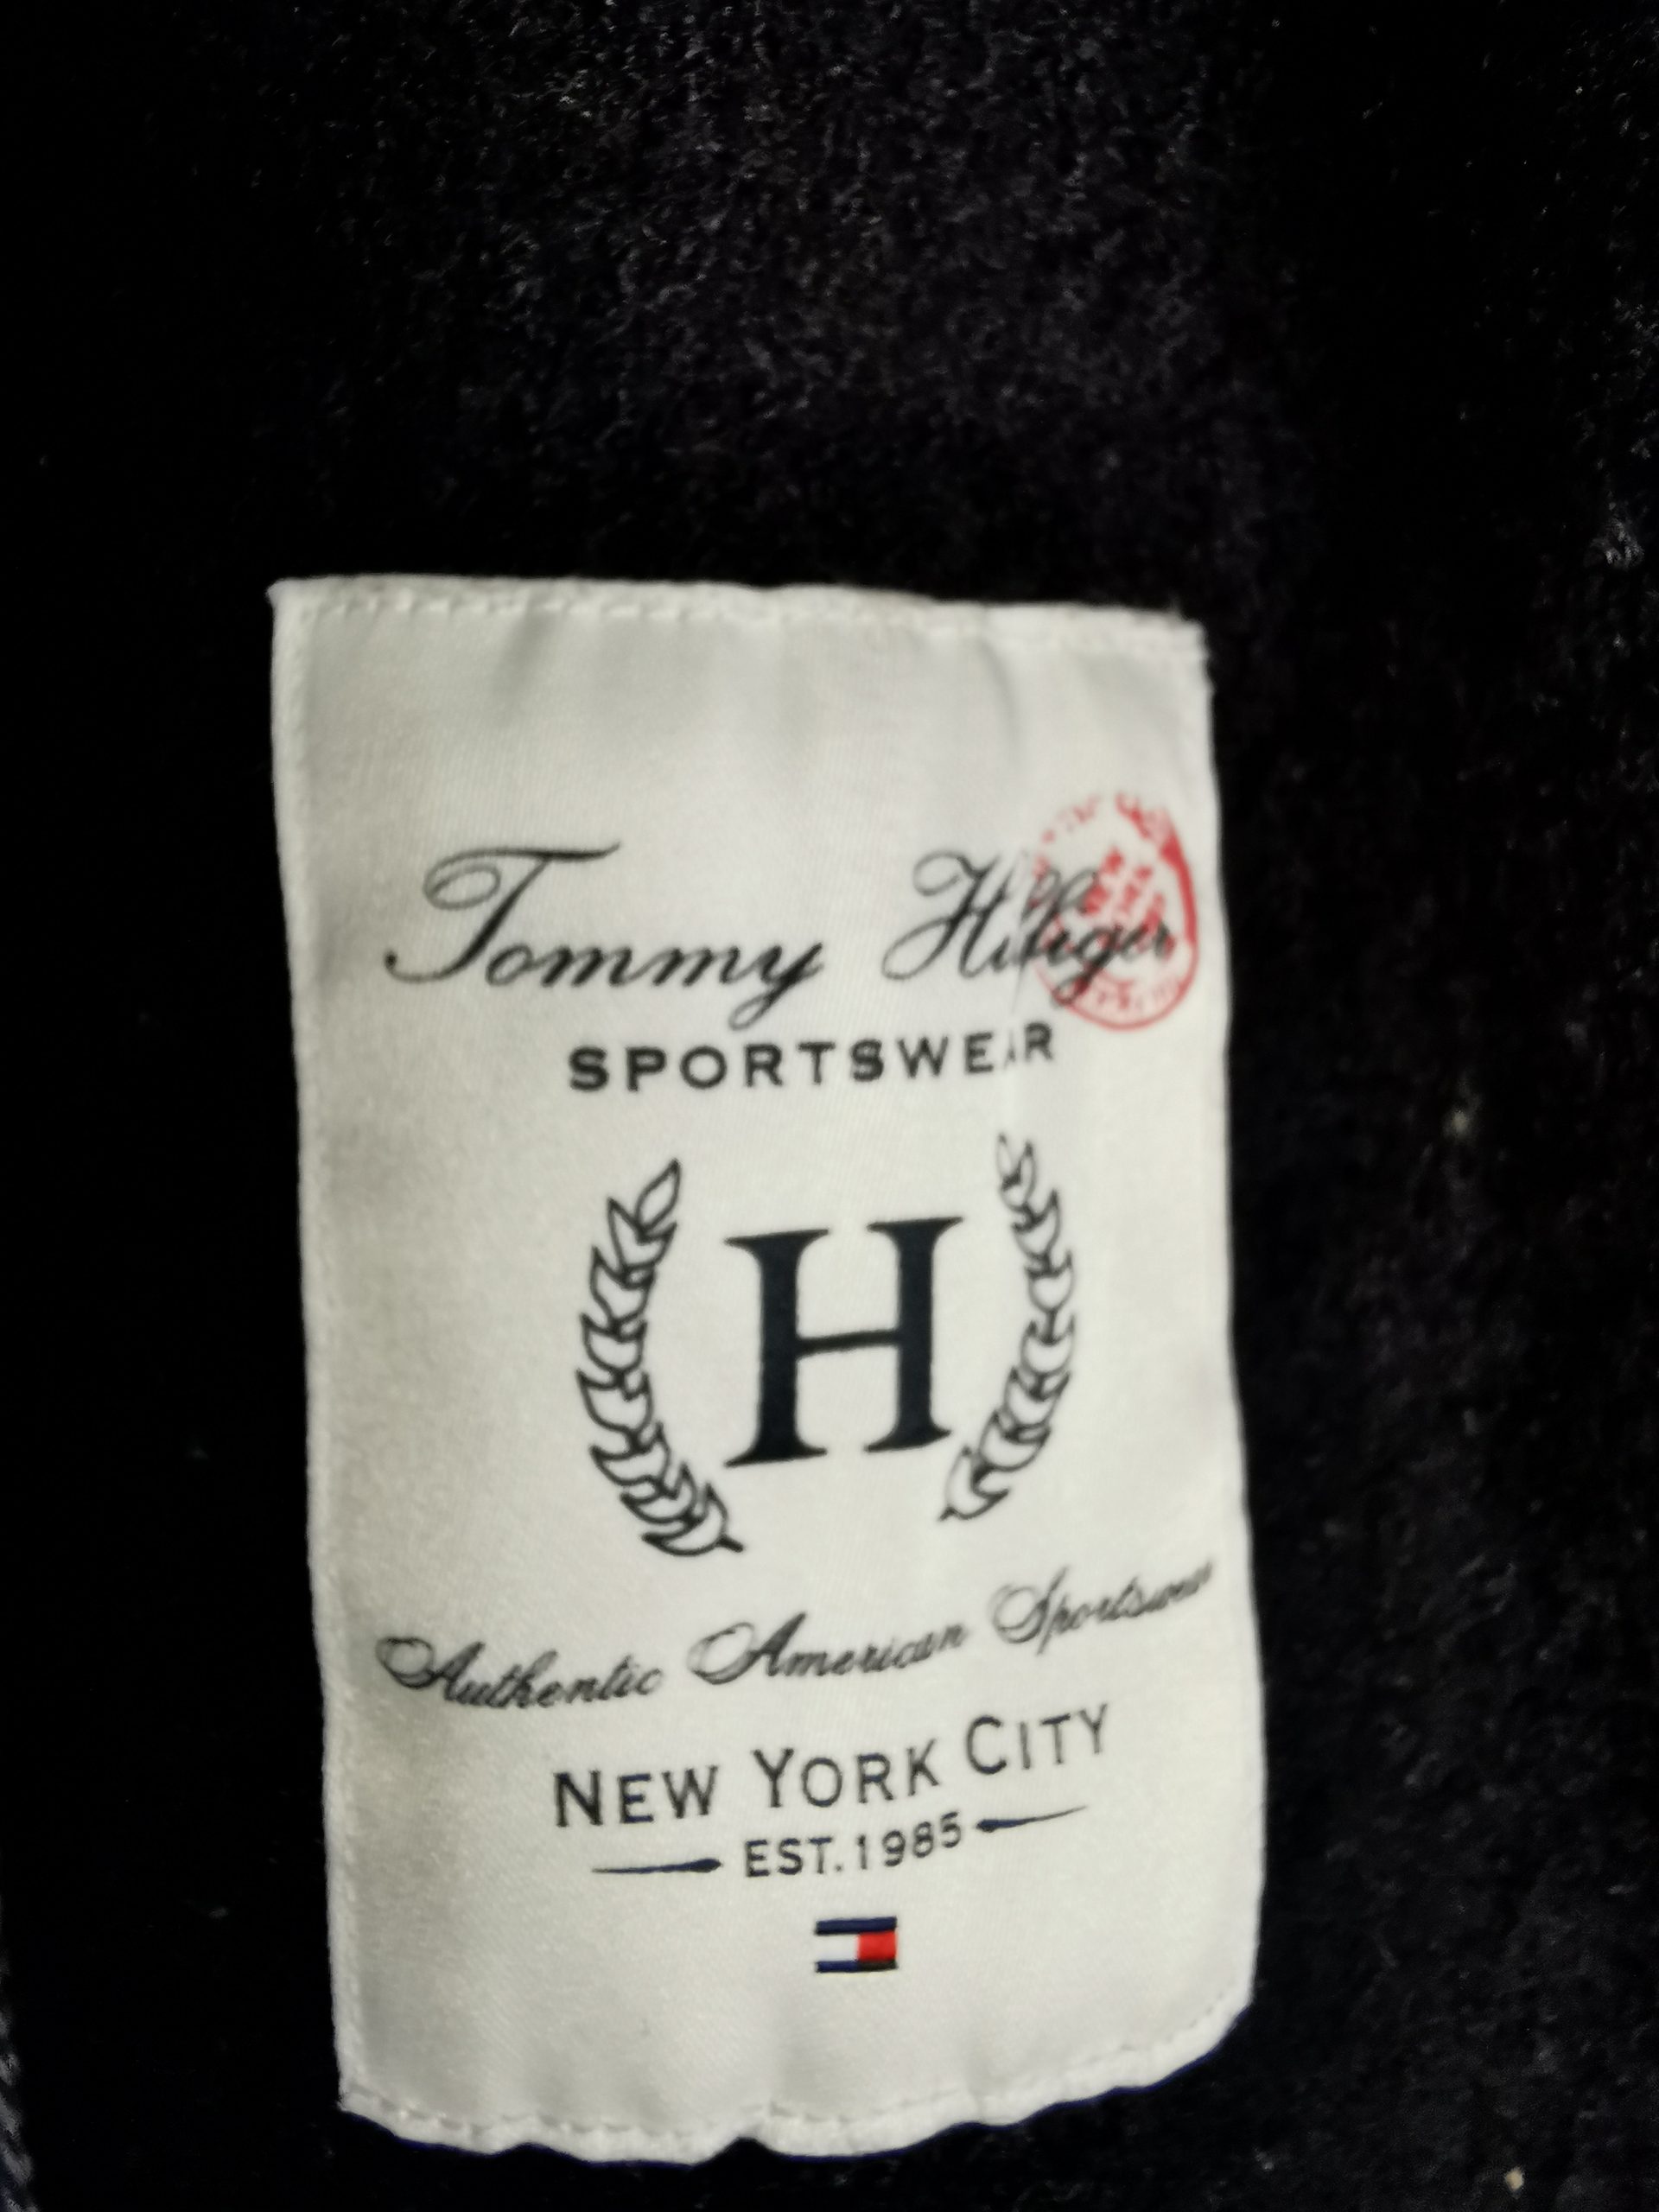 Tommy Hilfiger
SPORTSWEAR
H
Authentic American Sportswear
NEW YORK CITY
EST. 1985